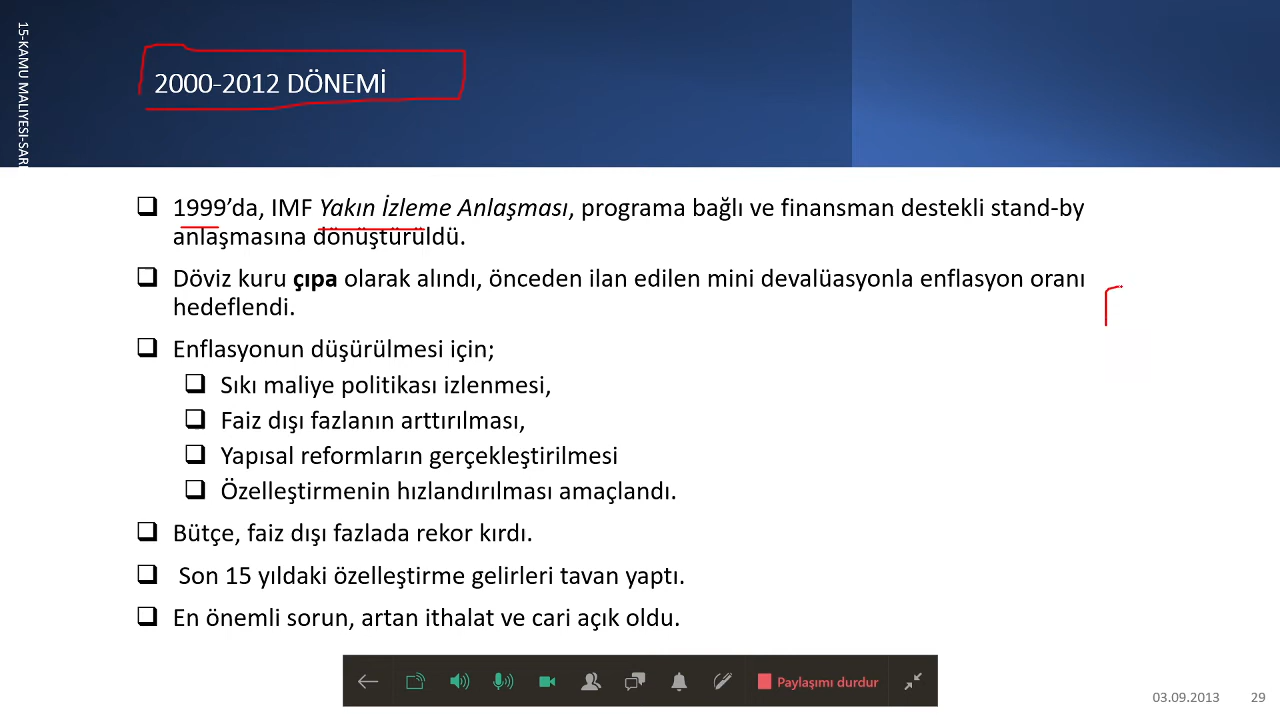 15-KAMU MALIYESI-SARI
2000-2012 DÖNEMİ
1999’da, IMF Yakın İzleme Anlaşması, programa bağlı ve finansman destekli stand-by
anlaşmasına dönüştürüldü.
Döviz kuru çıpa olarak alındı, önceden ilan edilen mini devalüasyonla enflasyon oranı
hedeflendi.
Enflasyonun düşürülmesi için;
Sıkı maliye politikası izlenmesi,
Faiz dışı fazlanın arttırılması,
Yapısal reformların gerçekleştirilmesi
Özelleştirmenin hızlandırılması amaçlandı.
Bütçe, faiz dışı fazlada rekor kırdı.
Son 15 yıldaki özelleştirme gelirleri tavan yaptı.
En önemli sorun, artan ithalat ve cari açık oldu.
Paylaşımı durdur
03.09.2013 29